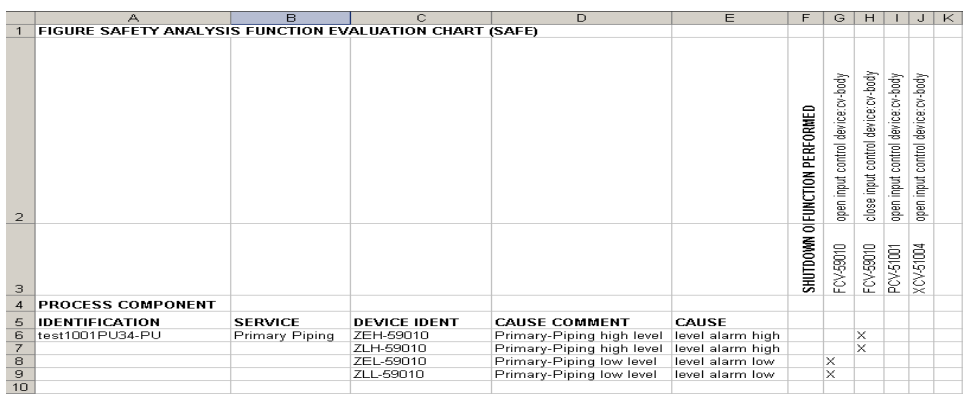 A B C D E F G H I J K
1 FIGURE SAFETY ANALYSIS FUNCTION EVALUATION CHART (SAFE)
2 FUNCTION PERFORMED open input control device:cv-body close input control device:cv-body open input control device:cv-body open input control device:cv-body
3 SHUTDOWN O FCV-59010 FCV-59010 PCV-51001 XCV-51004
4 PROCESS COMPONENT
5 IDENTIFICATION SERVICE DEVICE IDENT CAUSE COMMENT CAUSE
6 test1001PU34-PU Primary Piping ZEH-59010 Primary-Piping high level level alarm high X
7 ZLH-59010 Primary-Piping high level level alarm high X
8 ZEL-59010 Primary-Piping low level level alarm low X
9 ZLL-59010 Primary-Piping low level level alarm low X
10